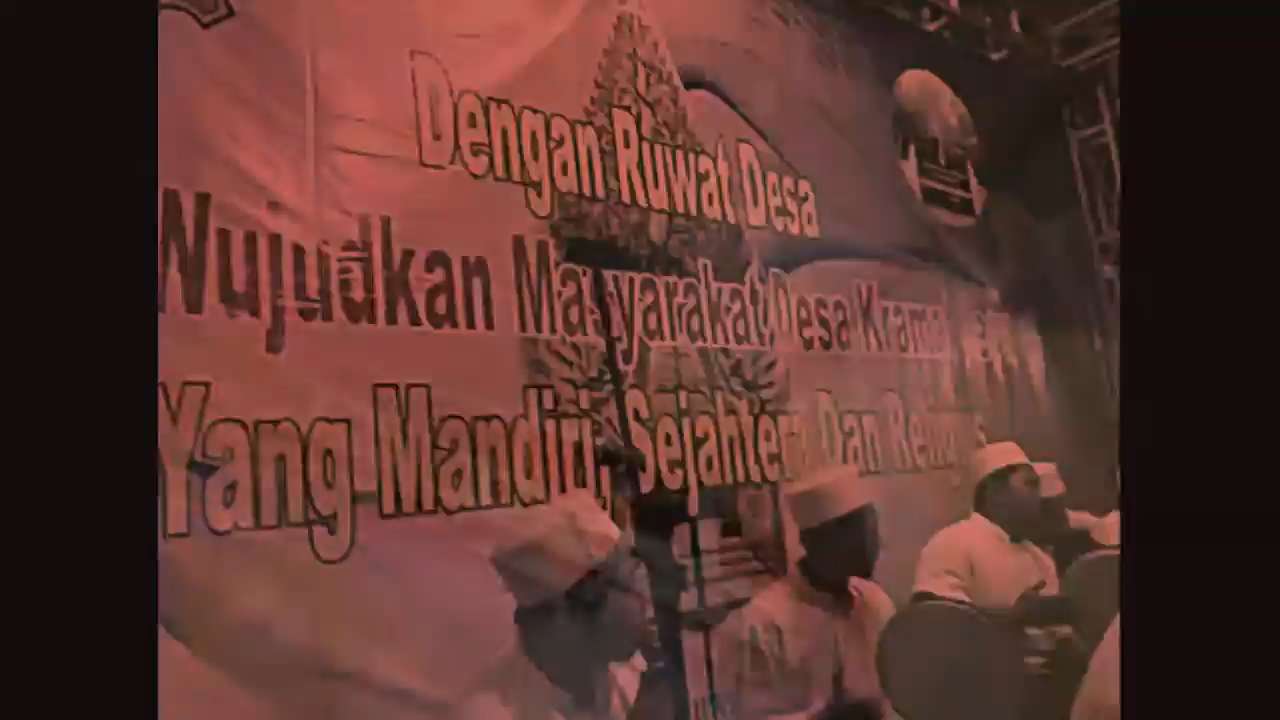 Dengan Ruwat Desa
Wujudkan Masyarakat Desa
Yang Mandiri, Sejahtera Dan